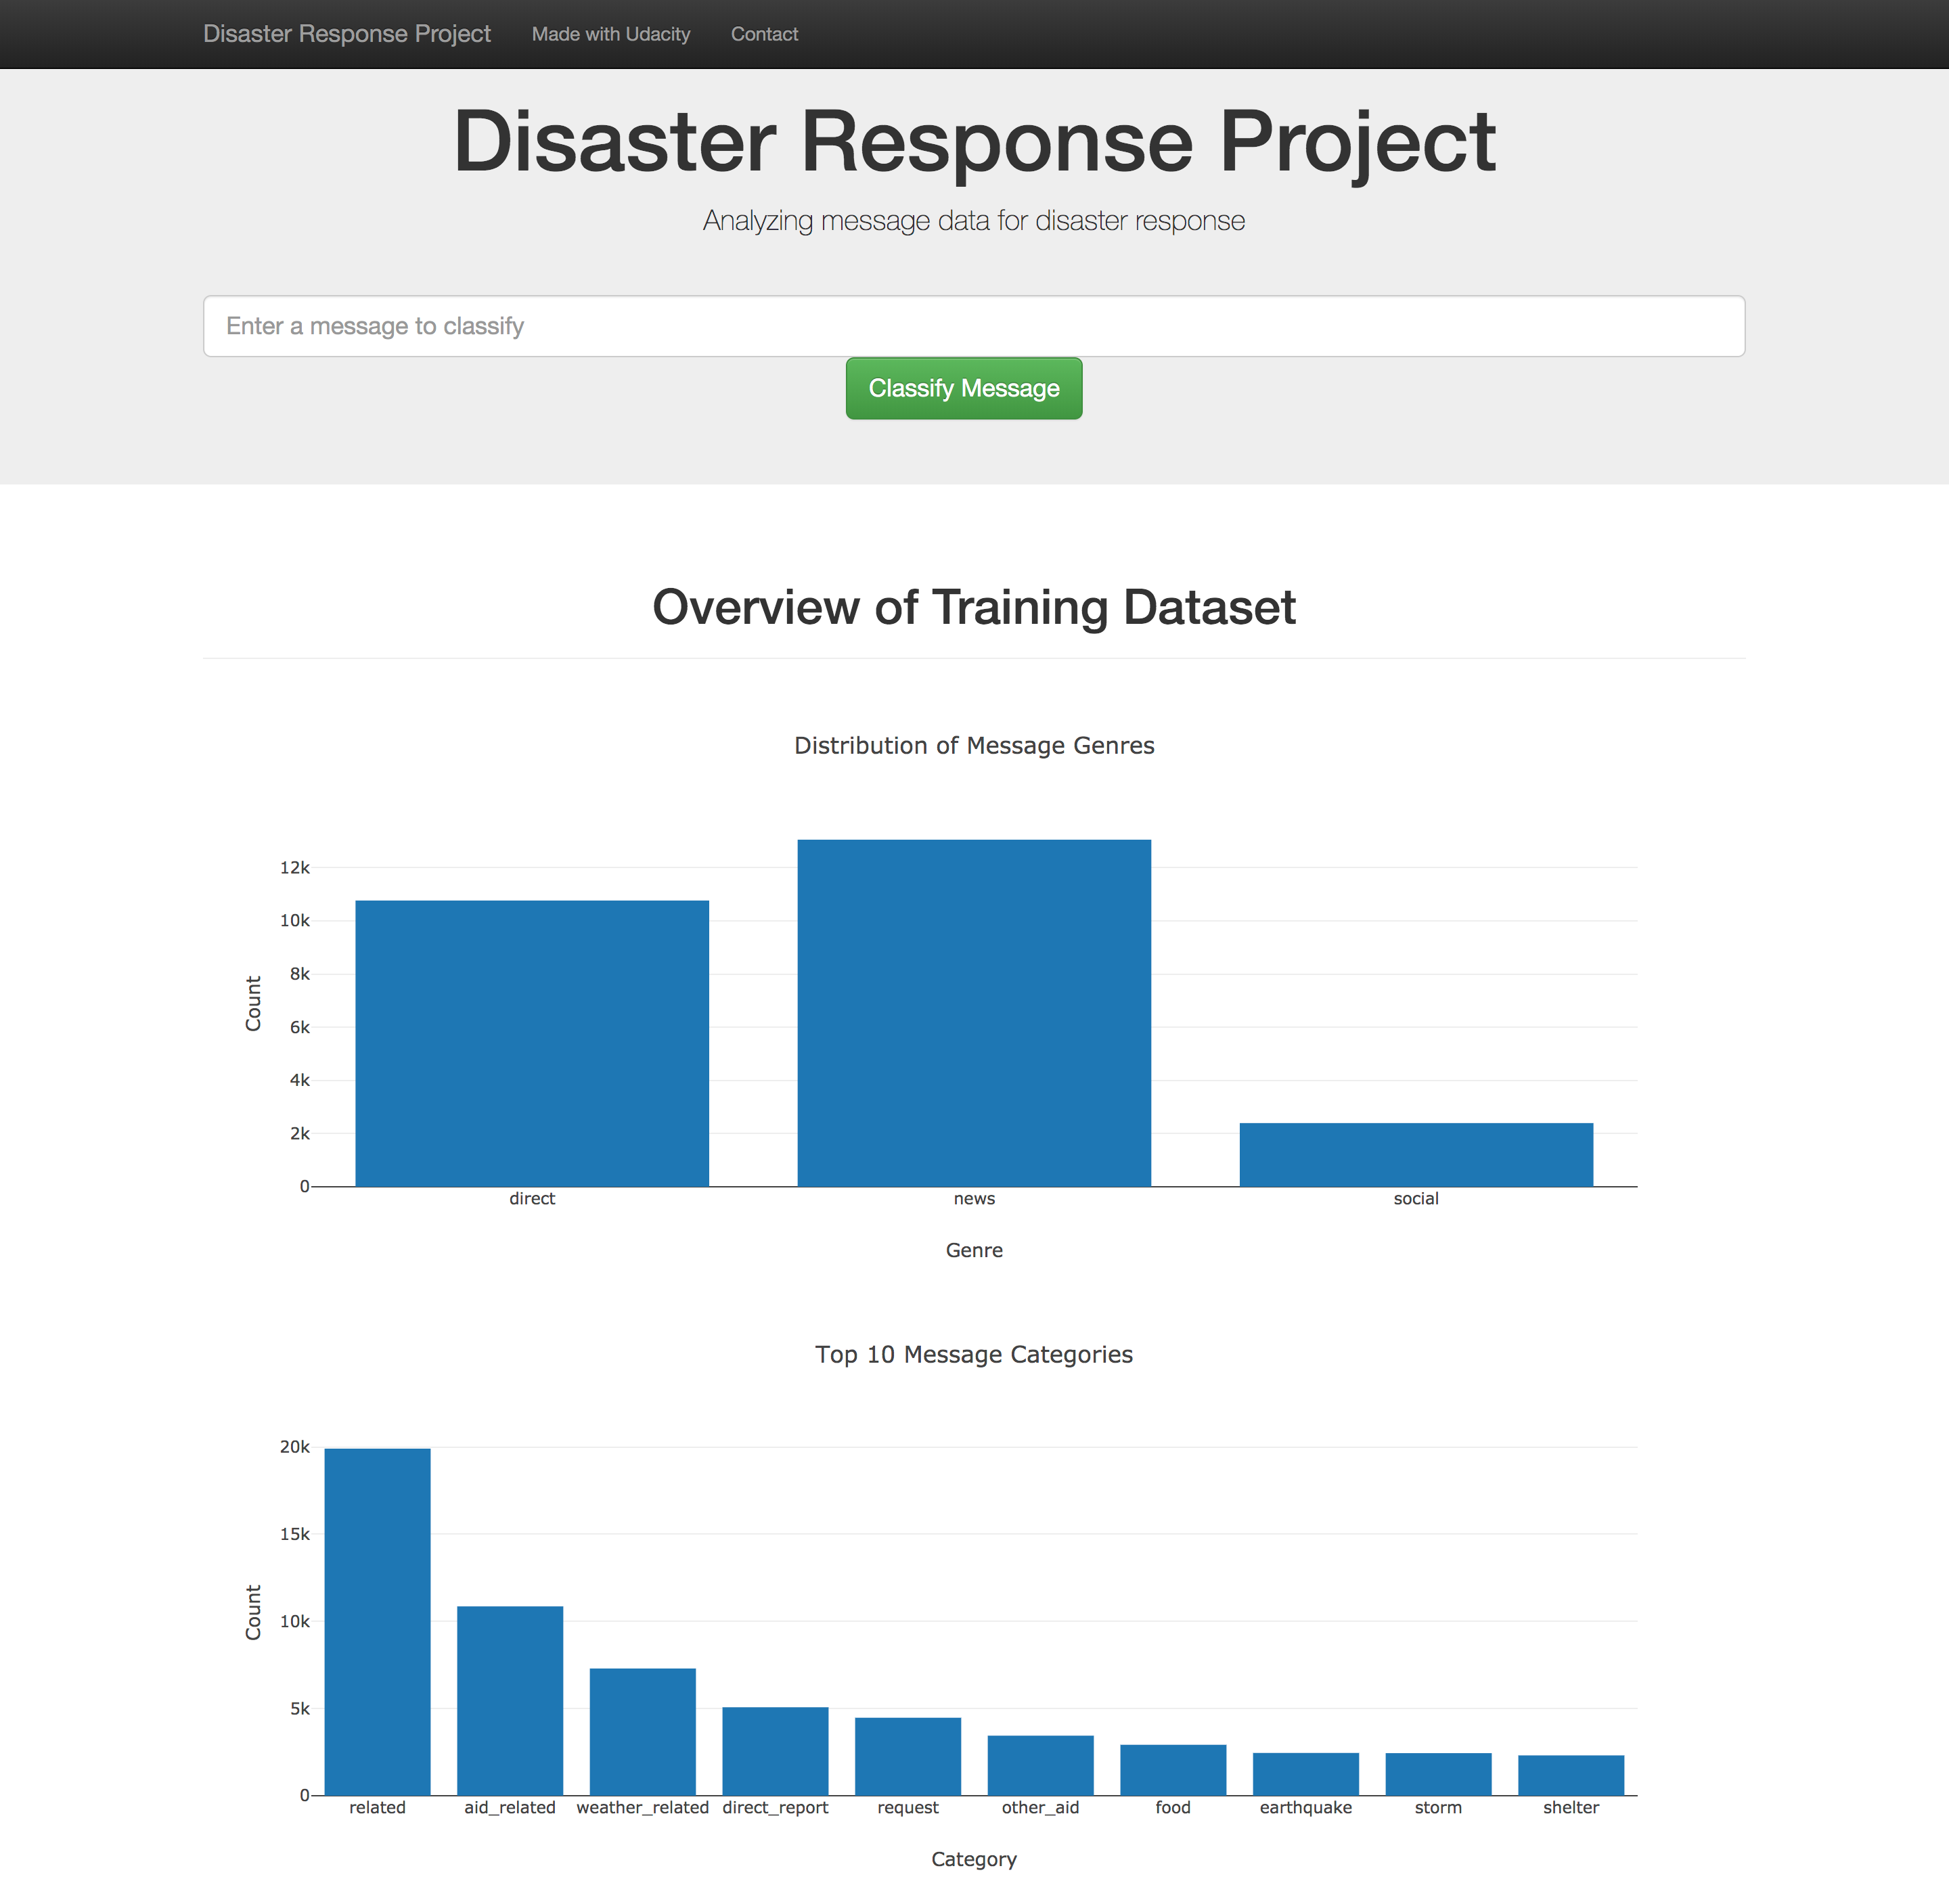 Disaster Response Project Made with Udacity Contact
Disaster Response Project
Analyzing message data for disaster response
Enter a message to classify
Classify Message
Overview of Training Dataset
Distribution of Message Genres
12k
10k
8k
6k
4k
2k
0
Count
direct news social
Genre
Top 10 Message Categories
20k
15k
10k
5k
0
Count
related aid_related weather_related direct_report request other_aid food earthquake storm shelter
Category